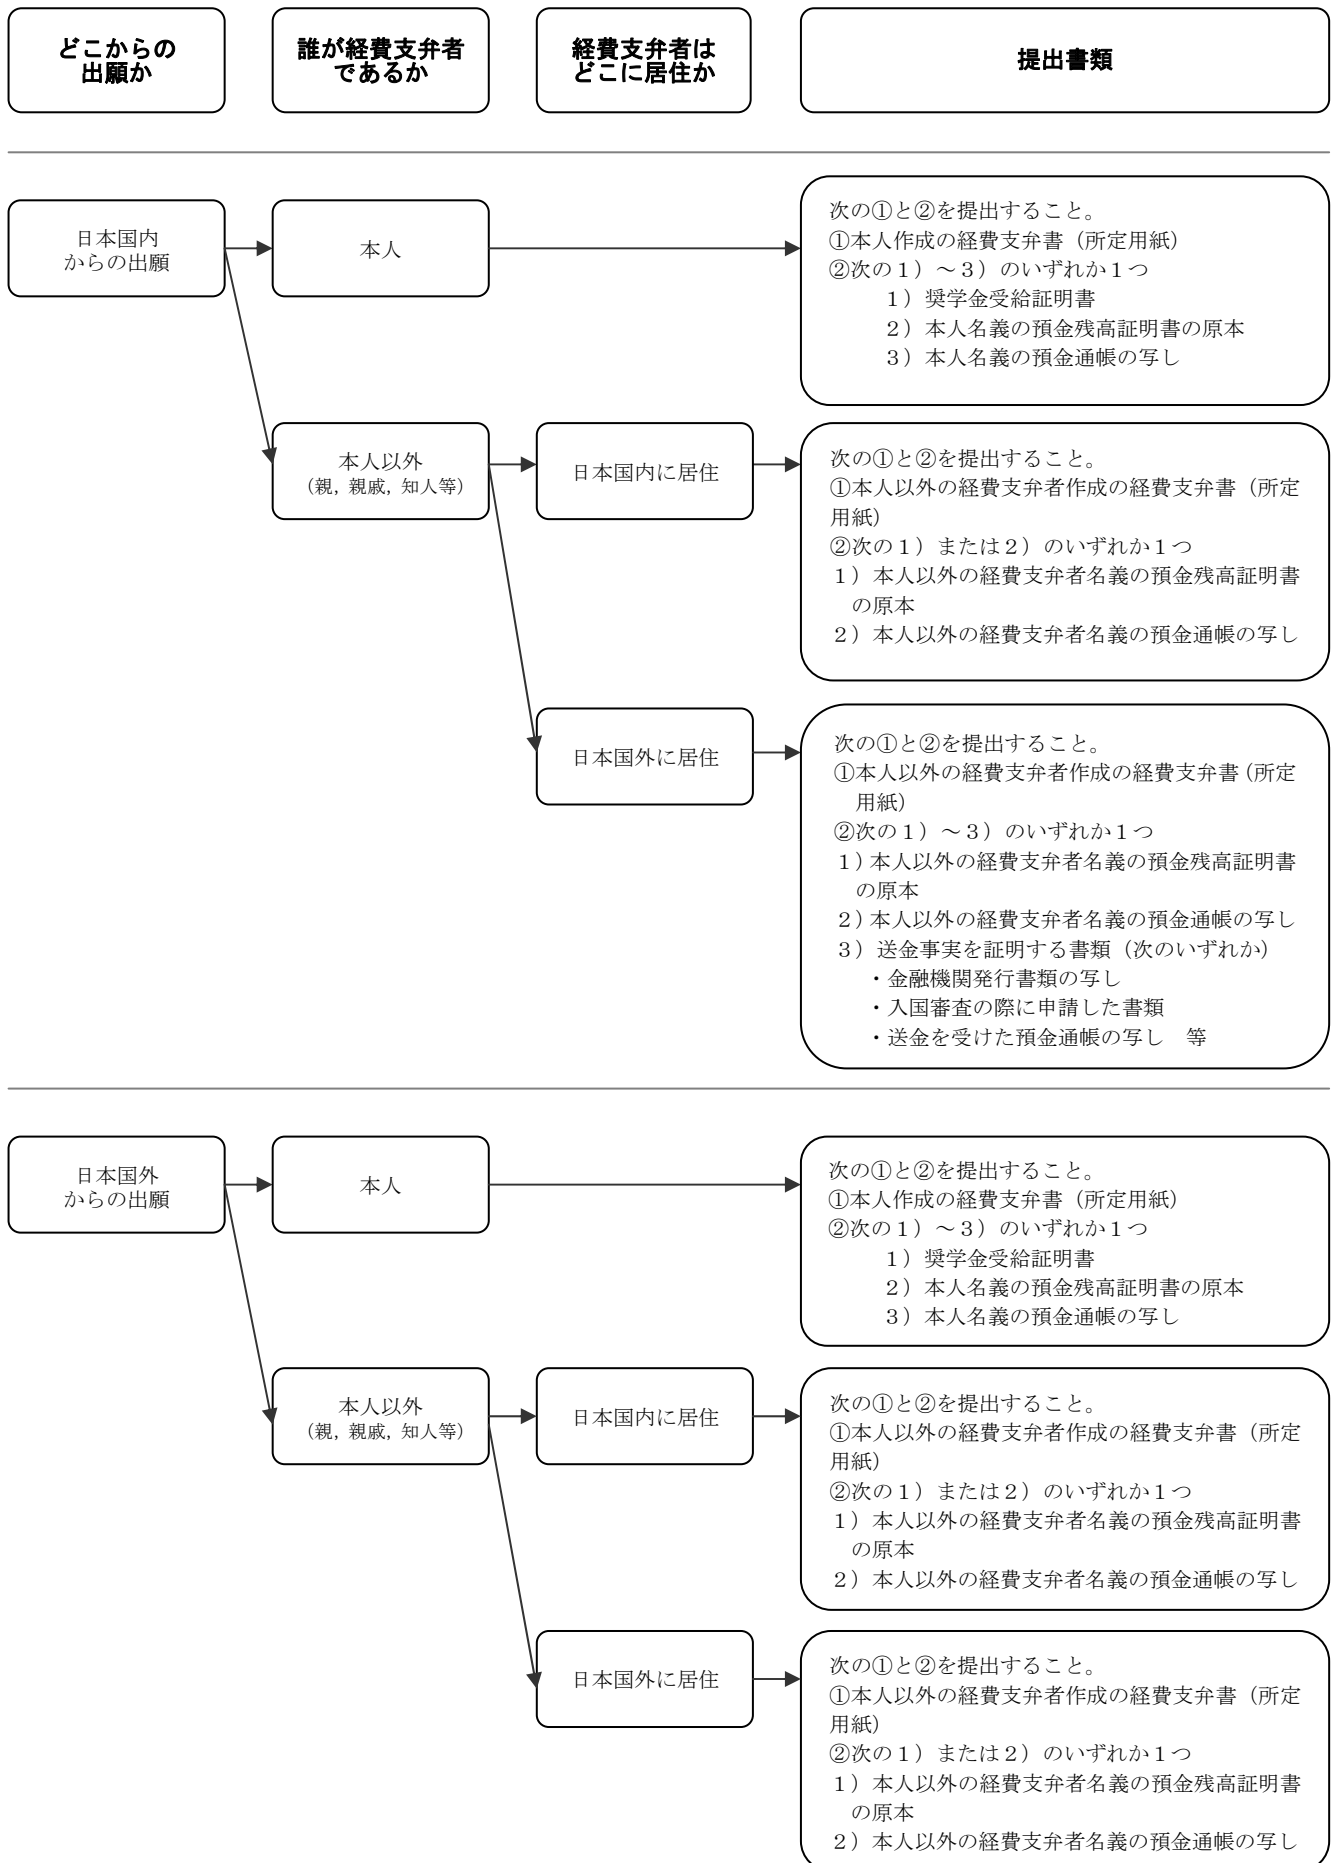 どこからの
出願か
誰が経費支弁者
であるか
経費支弁者は
どこに居住か
提出書類
日本国内
からの出願
本人
次の①と②を提出すること。
①本人作成の経費支弁書（所定用紙）
②次の１）～３）のいずれか１つ
１）奨学金受給証明書
２）本人名義の預金残高証明書の原本
３）本人名義の預金通帳の写し
本人以外
（親，親戚，知人等）
日本国内に居住
次の①と②を提出すること。
①本人以外の経費支弁者作成の経費支弁書（所定
用紙）
②次の１）または２）のいずれか１つ
１）本人以外の経費支弁者名義の預金残高証明書
の原本
２）本人以外の経費支弁者名義の預金通帳の写し
日本国外に居住
次の①と②を提出すること。
①本人以外の経費支弁者作成の経費支弁書（所定
用紙）
②次の１）～３）のいずれか１つ
１）本人以外の経費支弁者名義の預金残高証明書
の原本
２）本人以外の経費支弁者名義の預金通帳の写し
３）送金事実を証明する書類（次のいずれか）
・金融機関発行書類の写し
・入国審査の際に申請した書類
・送金を受けた預金通帳の写し　等
日本国外
からの出願
本人
次の①と②を提出すること。
①本人作成の経費支弁書（所定用紙）
②次の１）～３）のいずれか１つ
１）奨学金受給証明書
２）本人名義の預金残高証明書の原本
３）本人名義の預金通帳の写し
本人以外
（親，親戚，知人等）
日本国内に居住
次の①と②を提出すること。
①本人以外の経費支弁者作成の経費支弁書（所定
用紙）
②次の１）または２）のいずれか１つ
１）本人以外の経費支弁者名義の預金残高証明書
の原本
２）本人以外の経費支弁者名義の預金通帳の写し
日本国外に居住
次の①と②を提出すること。
①本人以外の経費支弁者作成の経費支弁書（所定
用紙）
②次の１）または２）のいずれか１つ
１）本人以外の経費支弁者名義の預金残高証明書
の原本
２）本人以外の経費支弁者名義の預金通帳の写し